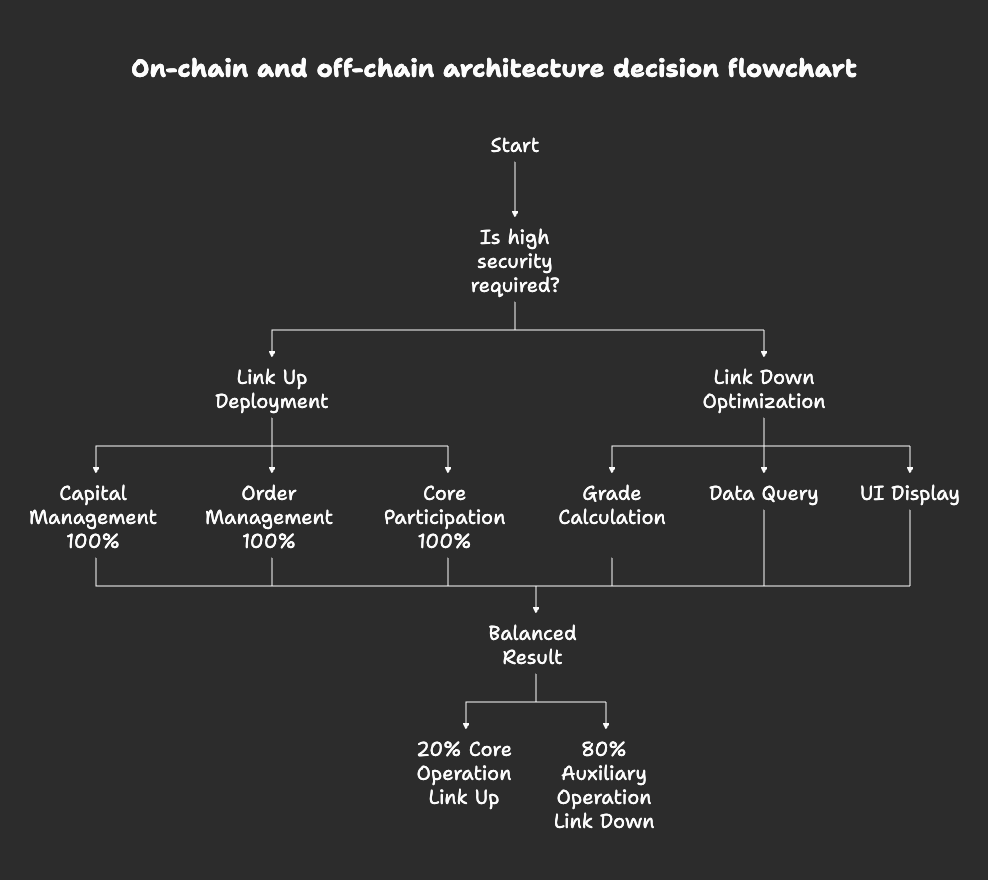 On-chain and off-chain architecture decision flowchart
Start
Is high
security
required?
Link Up
Deployment
Link Down
Optimization
Capital
Management
100%
Order
Management
100%
Core
Participation
100%
Grade
Calculation
Data Query
UI Display
Balanced
Result
20% Core
Operation
Link Up
80%
Auxiliary
Operation
Link Down